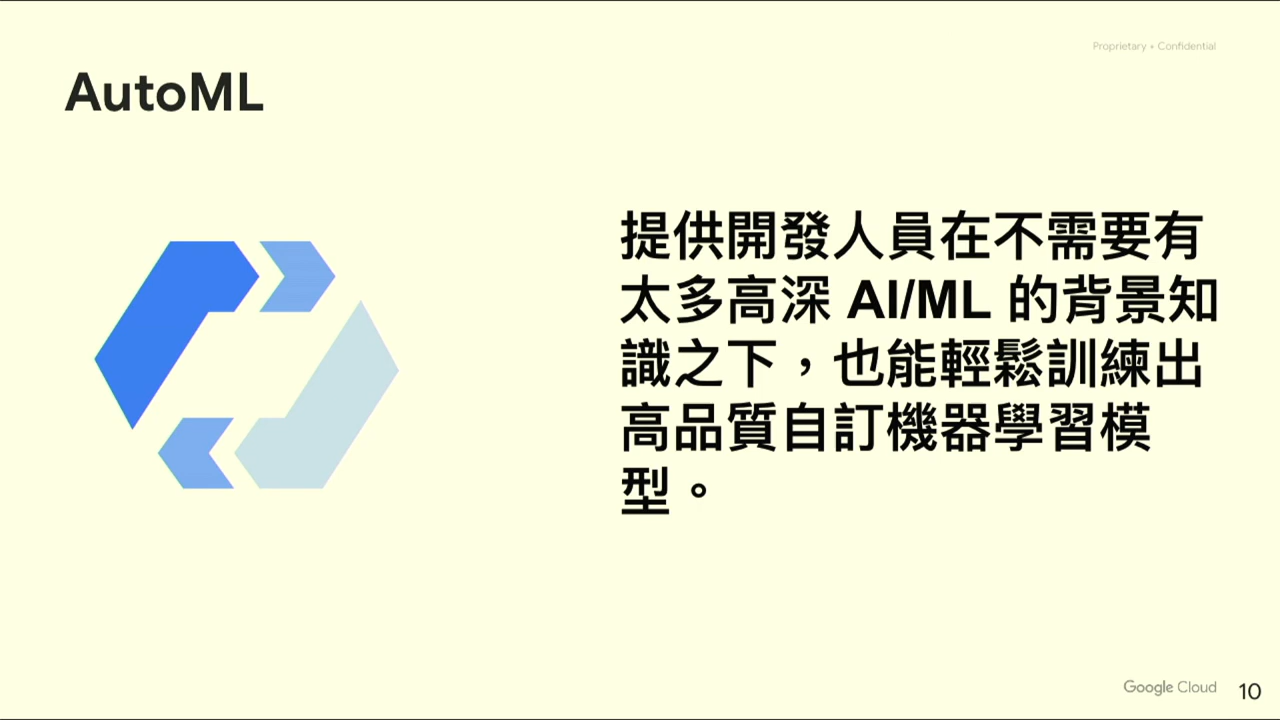 Proprietary + Confidential
AutoML
提供開發人員在不需要有
太多高深 AI/ML 的背景知
識之下，也能輕鬆訓練出
高品質自訂機器學習模
型。
Google Cloud
10